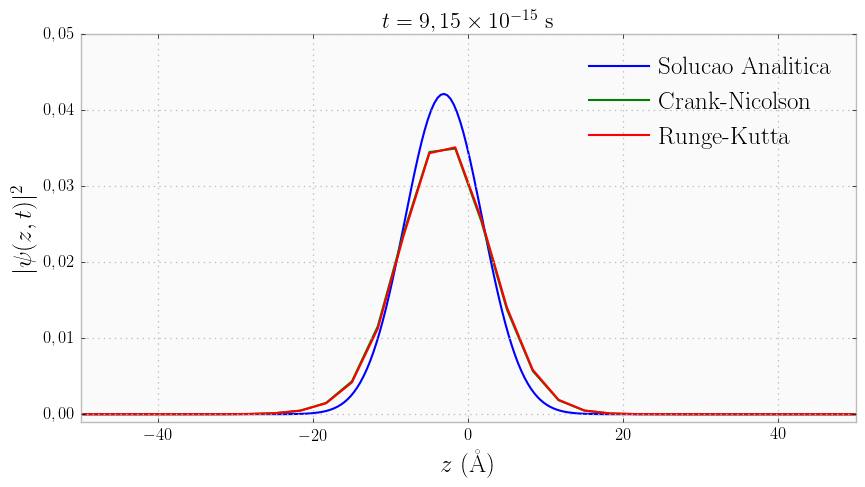 t = 9,15 × 10⁻¹⁵ s
0,05
0,04
0,03
0,02
0,01
0,00
|ψ(z, t)|²
Solucao Analitica
Crank-Nicolson
Runge-Kutta
−40 −20 0 20 40
z (Å)